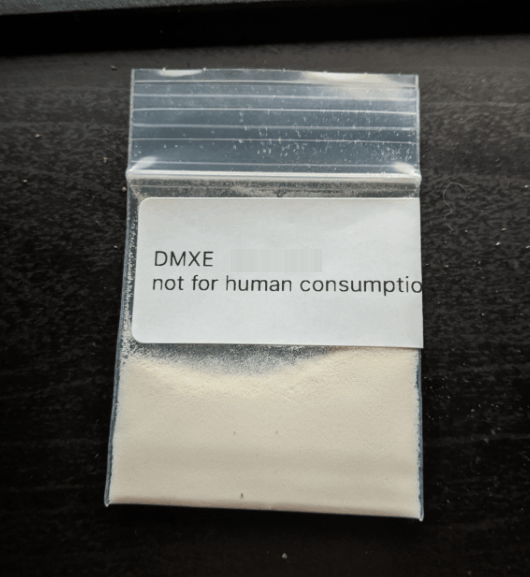 DMXE
not for human consumptio